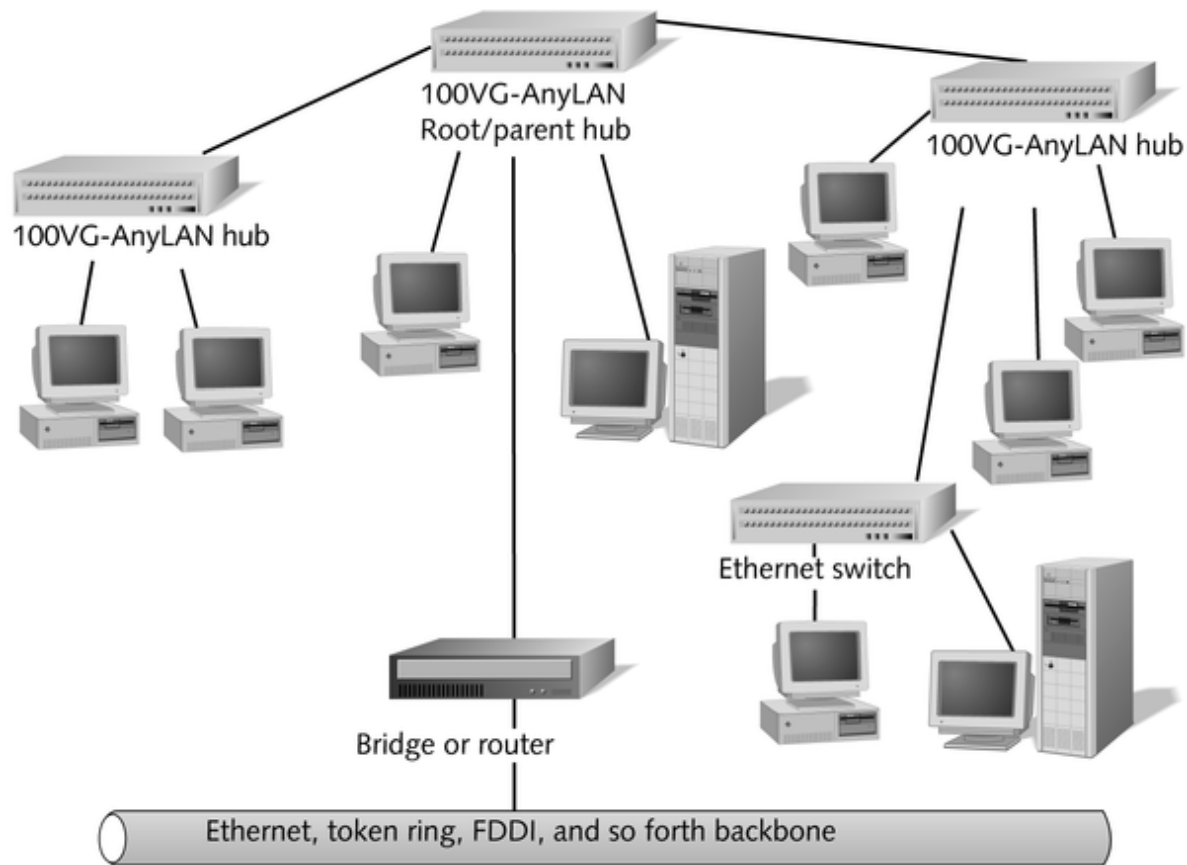 100VG-AnyLAN
Root/parent hub
100VG-AnyLAN hub
100VG-AnyLAN hub
Ethernet switch
Bridge or router
Ethernet, token ring, FDDI, and so forth backbone